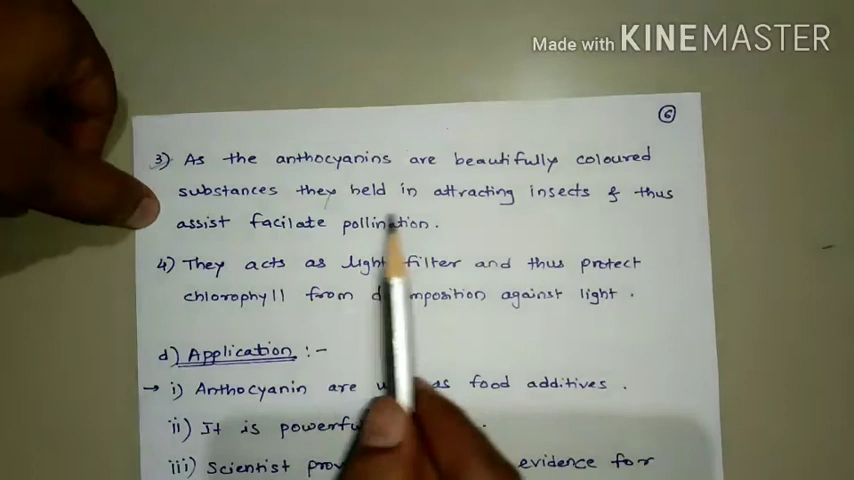 Made with KINEMASTER
6
3) As the anthocyanins are beautifully coloured
substances they held in attracting insects & thus
assist facilate pollination.
4) They acts as light filter and thus protect
chlorophyll from against light.
d) Application :-
→ i) Anthocyanin are as food additives.
ii) It is
iii) Scientist evidence for